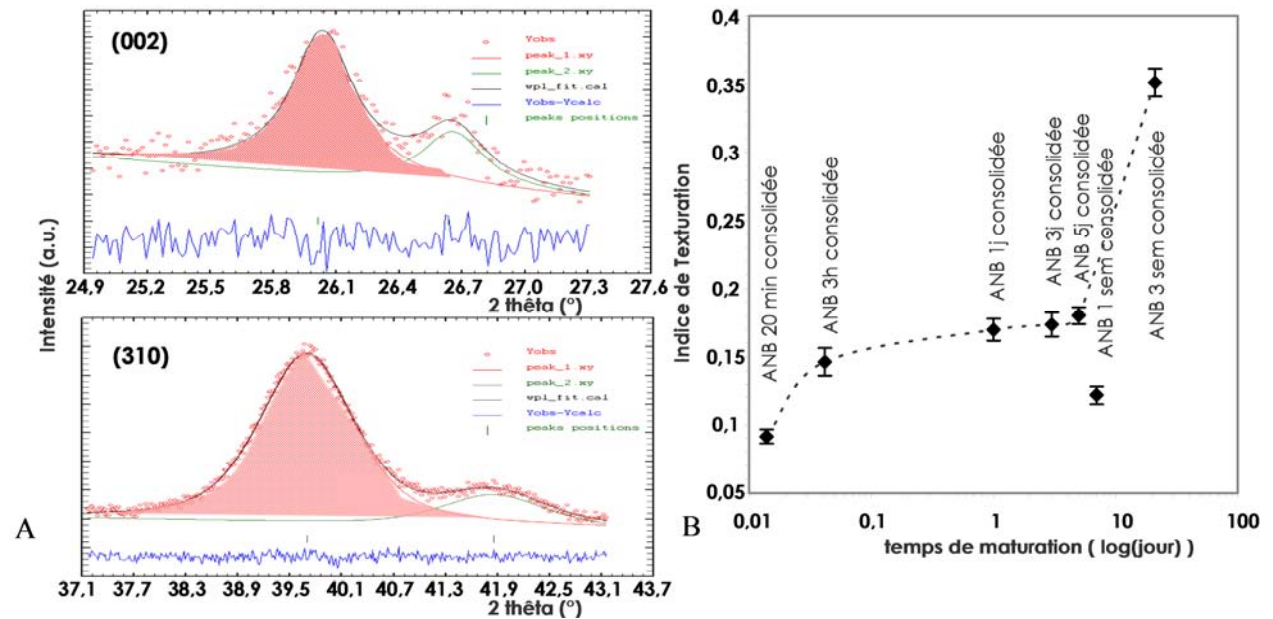 (002)
Yobs
peak_1.xy
peak_2.xy
wpl_fit.cal
Yobs-Ycalc
peaks positions
24,9 25,2 25,5 25,8 26,1 26,4 26,7 27,0 27,3 27,6
2 thêta (°)
Intensité (a.u.)
(310)
Yobs
peak_1.xy
peak_2.xy
wpl_fit.cal
Yobs-Ycalc
peaks positions
37,1 37,7 38,3 38,9 39,5 40,1 40,7 41,3 41,9 42,5 43,1 43,7
2 thêta (°)
A
0,4
0,35
0,3
0,25
0,2
0,15
0,1
0,05
Indice de Texturation
ANB 20 min consolidée
ANB 3h consolidée
ANB 1j consolidée
ANB 3j consolidée
ANB 5j consolidée
ANB 1 sem consolidée
ANB 3 sem consolidée
0.01 0,1 1 10 100
temps de maturation ( log(jour) )
B